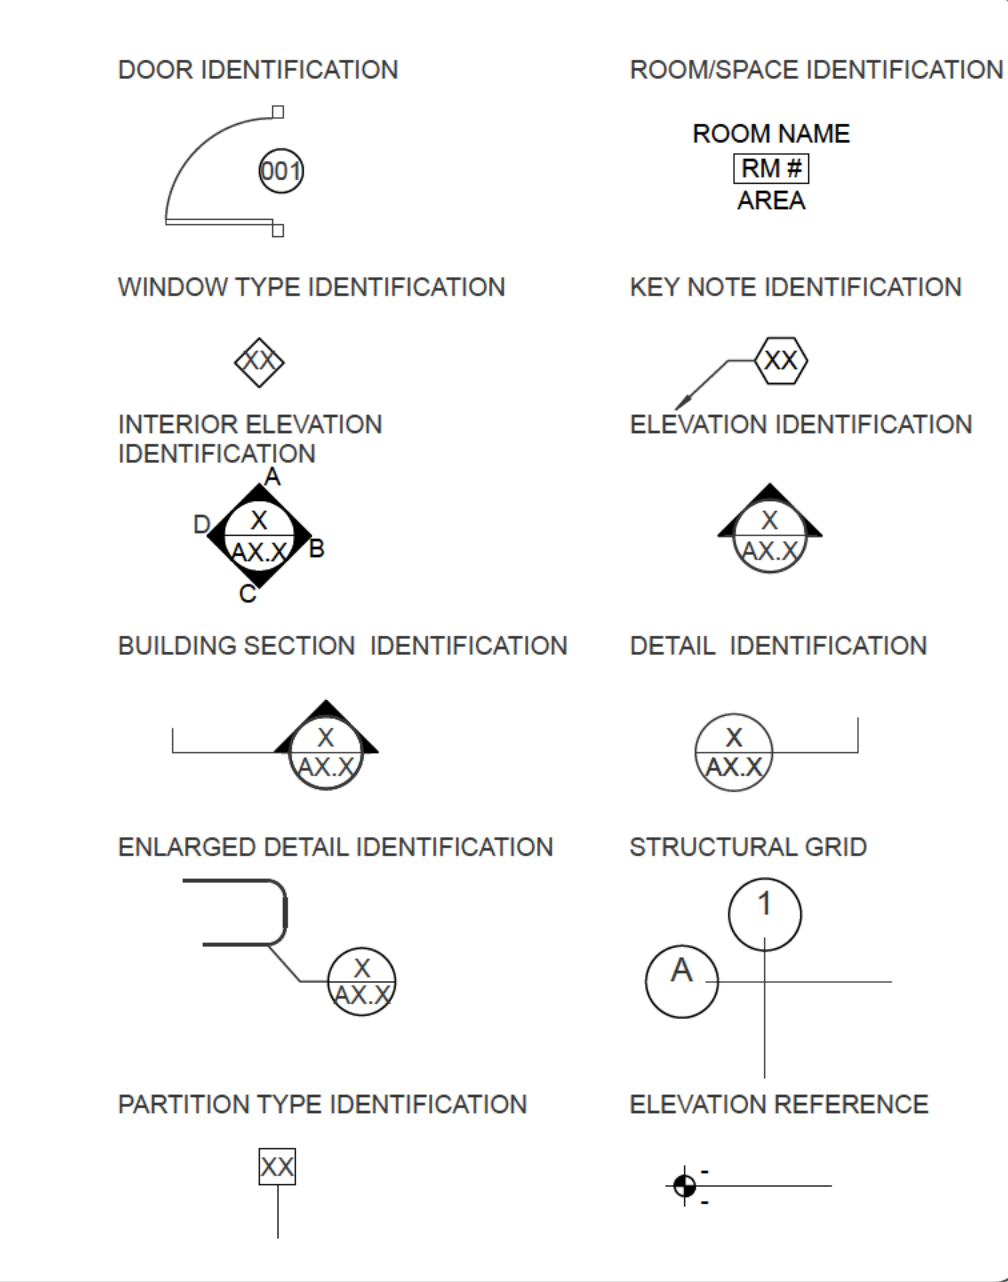 DOOR IDENTIFICATION
001
ROOM/SPACE IDENTIFICATION
ROOM NAME
RM #
AREA
WINDOW TYPE IDENTIFICATION
XX
KEY NOTE IDENTIFICATION
XX
INTERIOR ELEVATION
IDENTIFICATION
A
D
X
AX.X
B
C
ELEVATION IDENTIFICATION
X
AX.X
BUILDING SECTION  IDENTIFICATION
X
AX.X
DETAIL  IDENTIFICATION
X
AX.X
ENLARGED DETAIL IDENTIFICATION
X
AX.X
STRUCTURAL GRID
1
A
PARTITION TYPE IDENTIFICATION
XX
ELEVATION REFERENCE
-
-